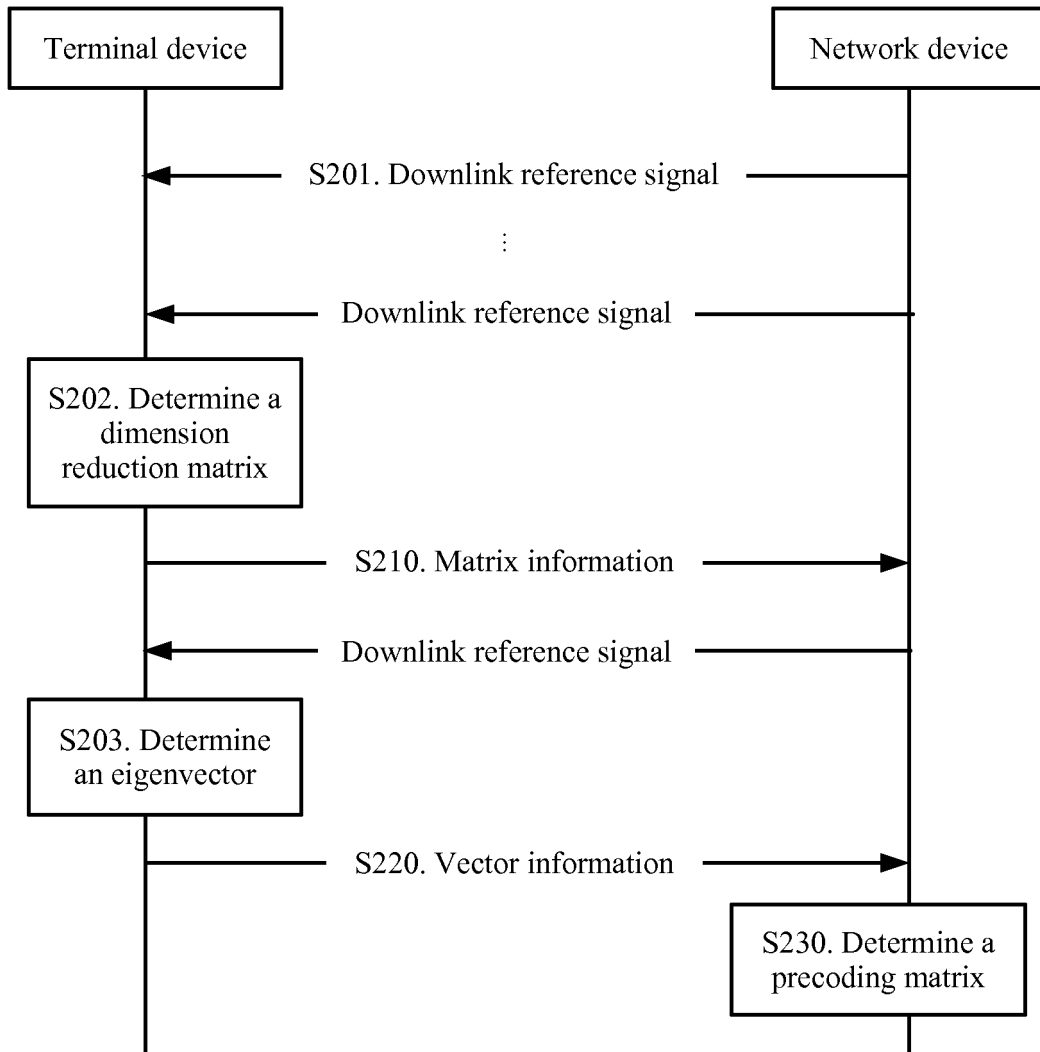 Terminal device
Network device
S201. Downlink reference signal
⋮
Downlink reference signal
S202. Determine a
dimension
reduction matrix
S210. Matrix information
Downlink reference signal
S203. Determine
an eigenvector
S220. Vector information
S230. Determine a
precoding matrix